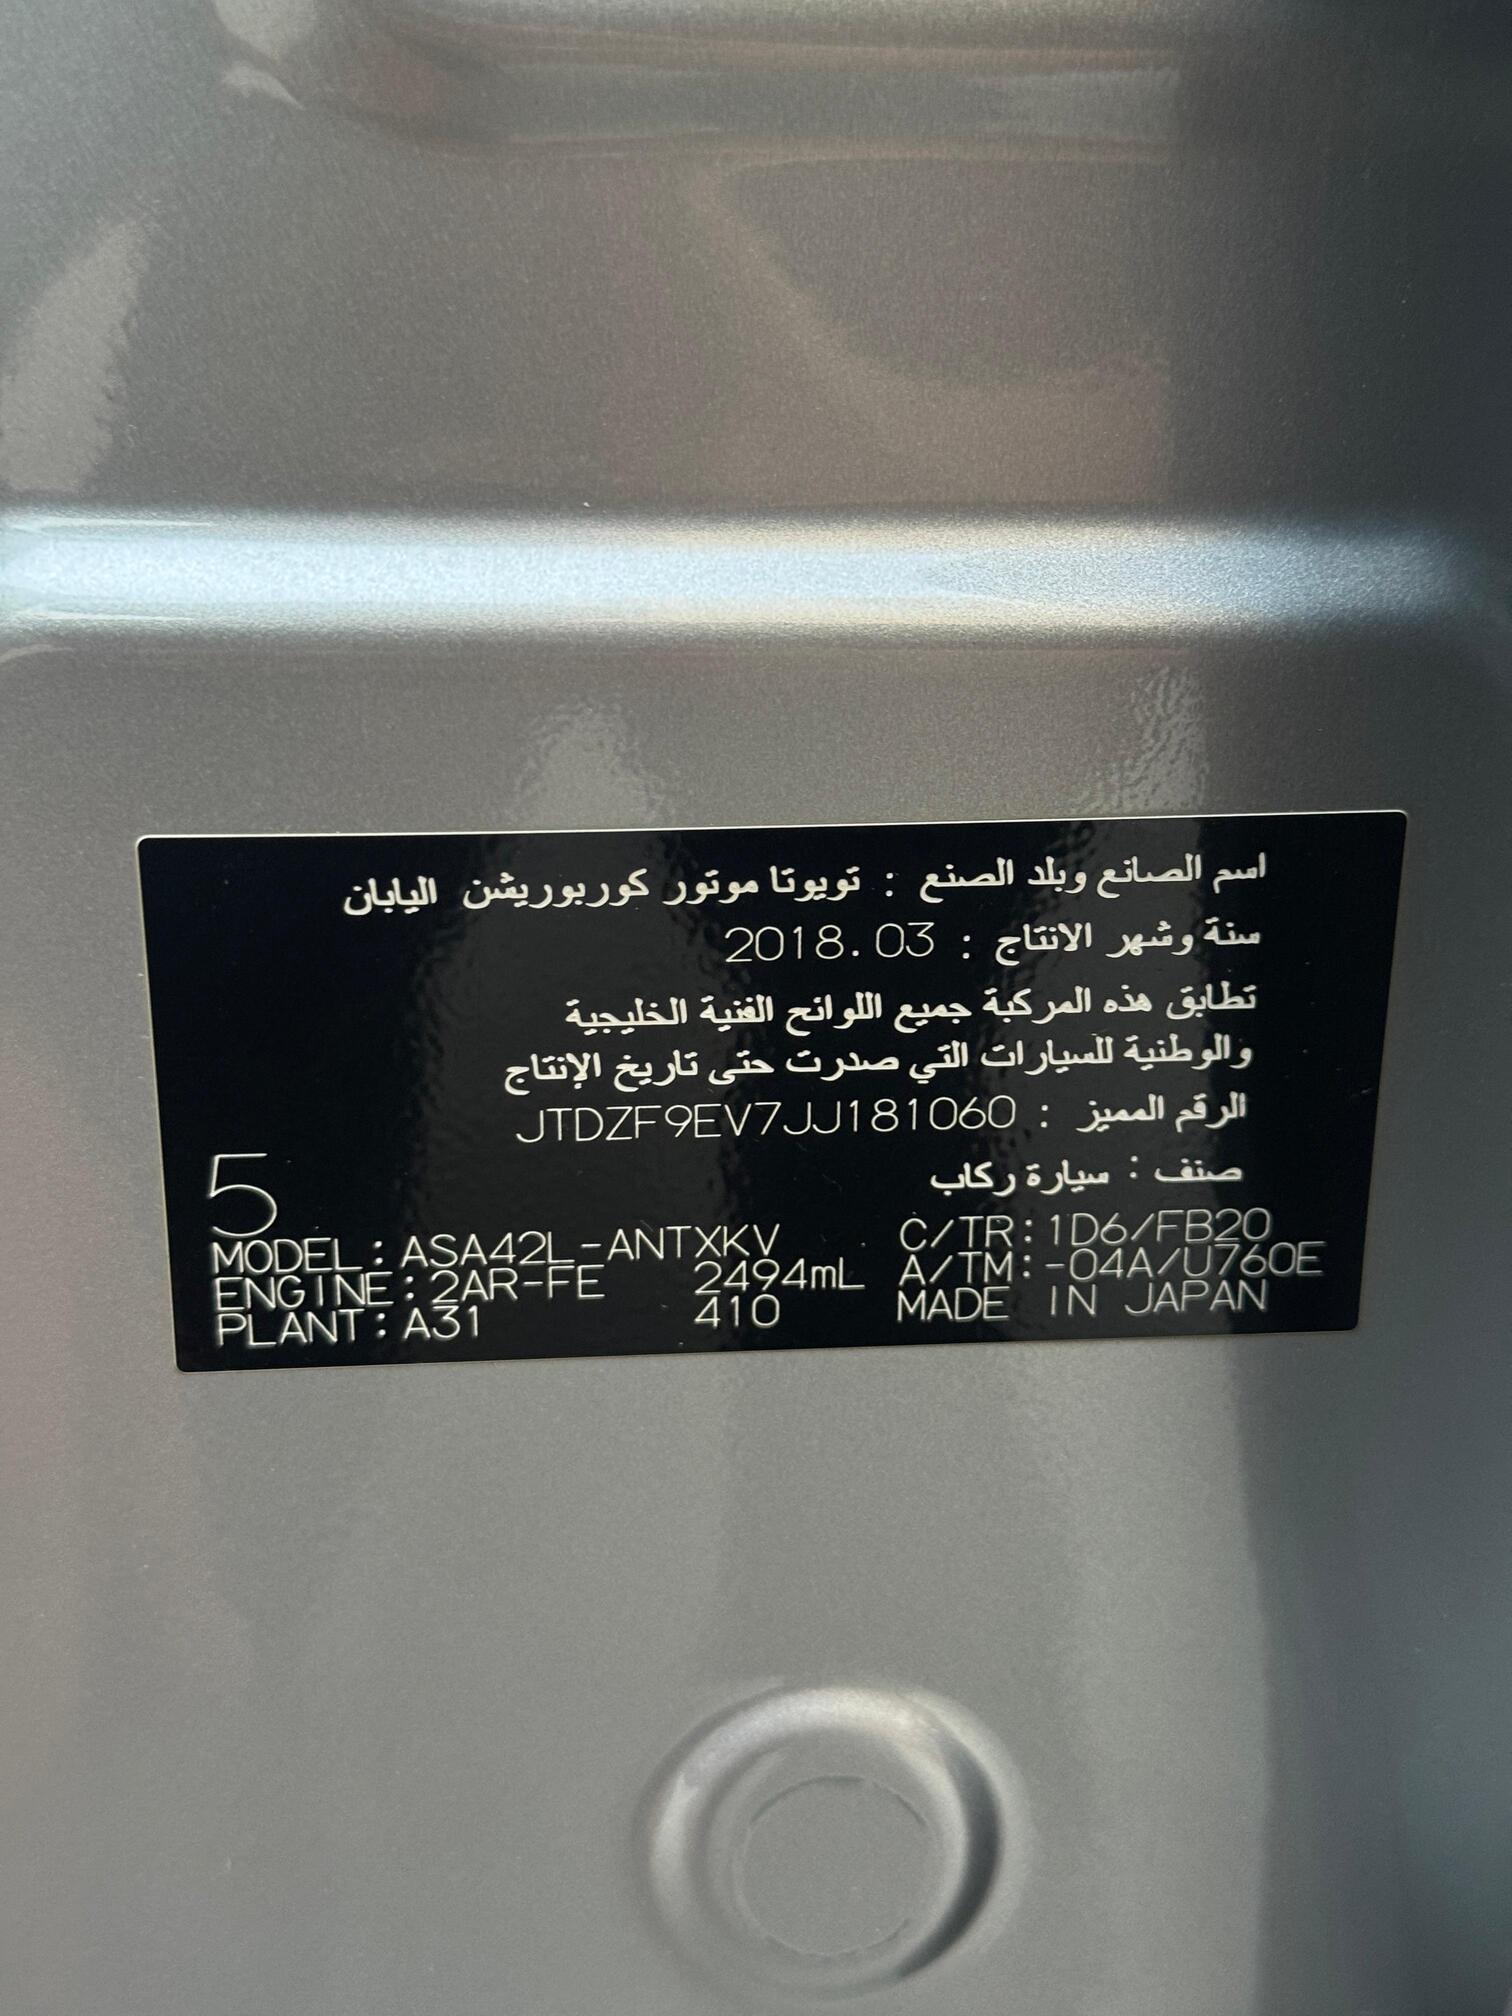 اسم الصانع وبلد الصنع : تويوتا موتور كوربوريشن اليابان
سنة وشهر الانتاج : 2018.03
تطابق هذه المركبة جميع اللوائح الفنية الخليجية
والوطنية للسيارات التي صدرت حتى تاريخ الإنتاج
الرقم المميز : JTDZF9EV7JJ181060
صنف : سيارة ركاب
5
MODEL : ASA42L-ANTXKV C/TR: 1D6/FB20
ENGINE : 2AR-FE 2494mL A/TM: -04A/U760E
PLANT : A31 410 MADE IN JAPAN